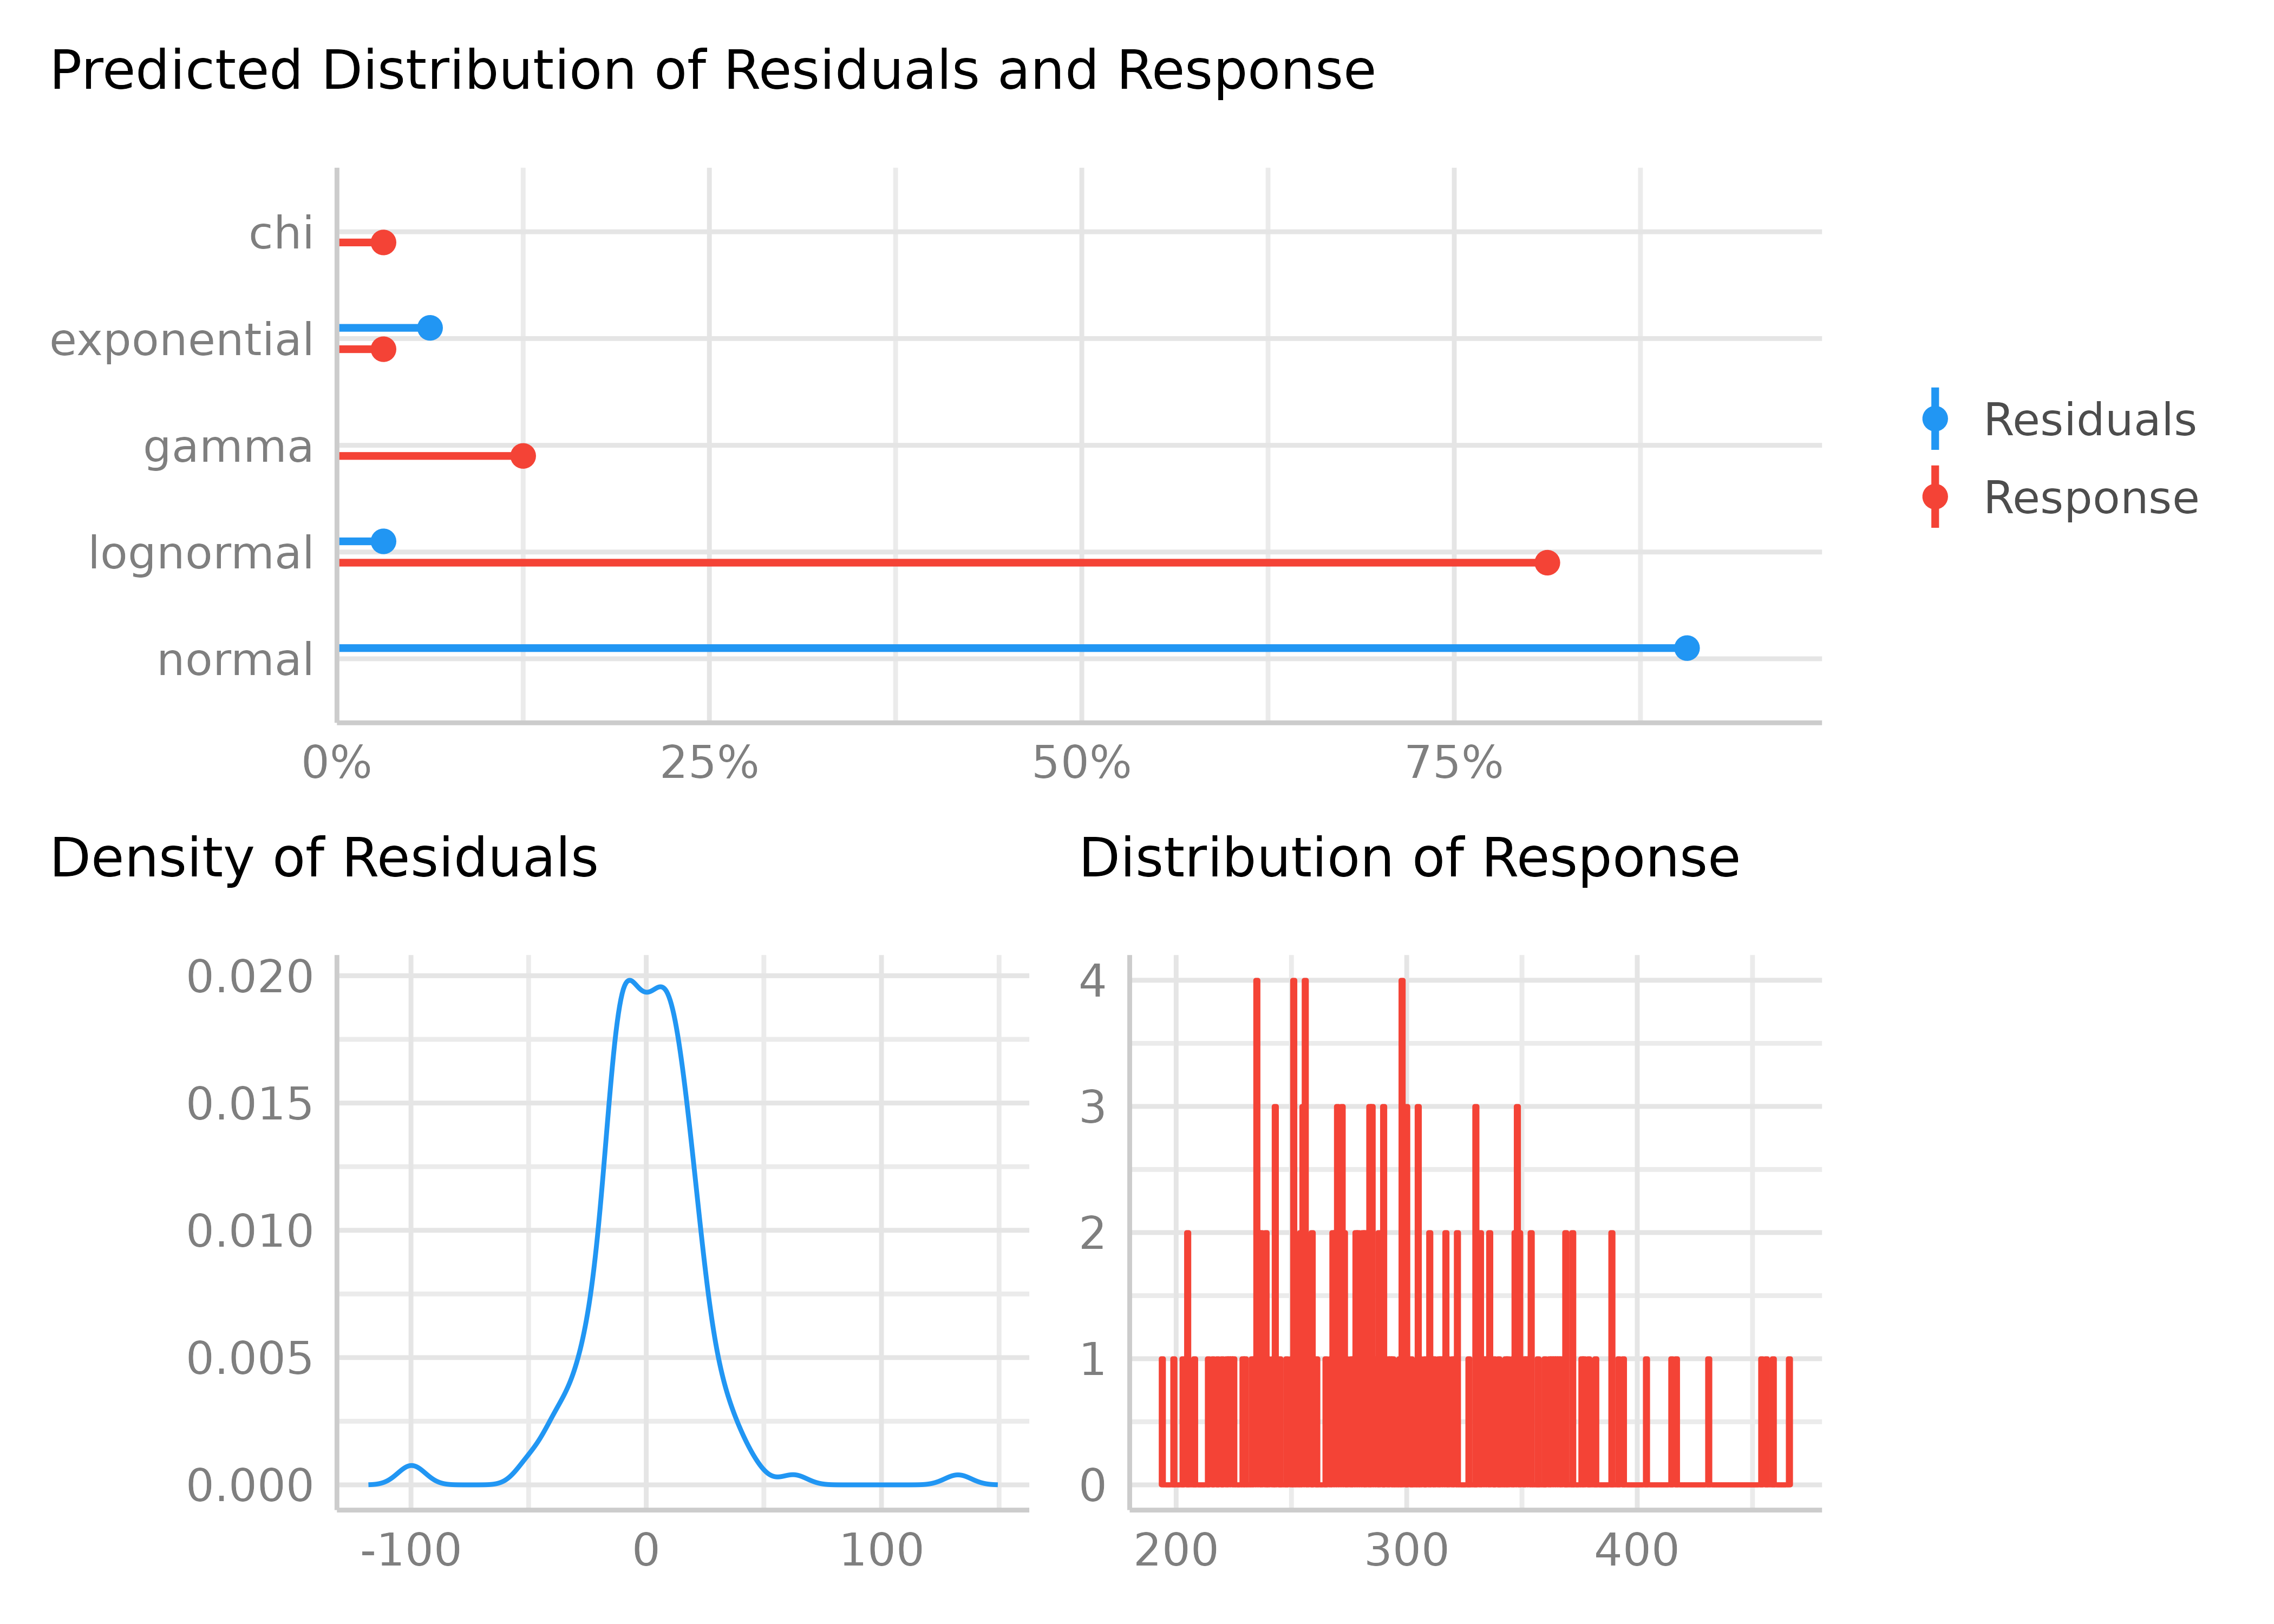 Predicted Distribution of Residuals and Response
chi
exponential
gamma
lognormal
normal
0% 25% 50% 75%
Residuals
Response
Density of Residuals
0.020
0.015
0.010
0.005
0.000
-100 0 100
Distribution of Response
4
3
2
1
0
200 300 400